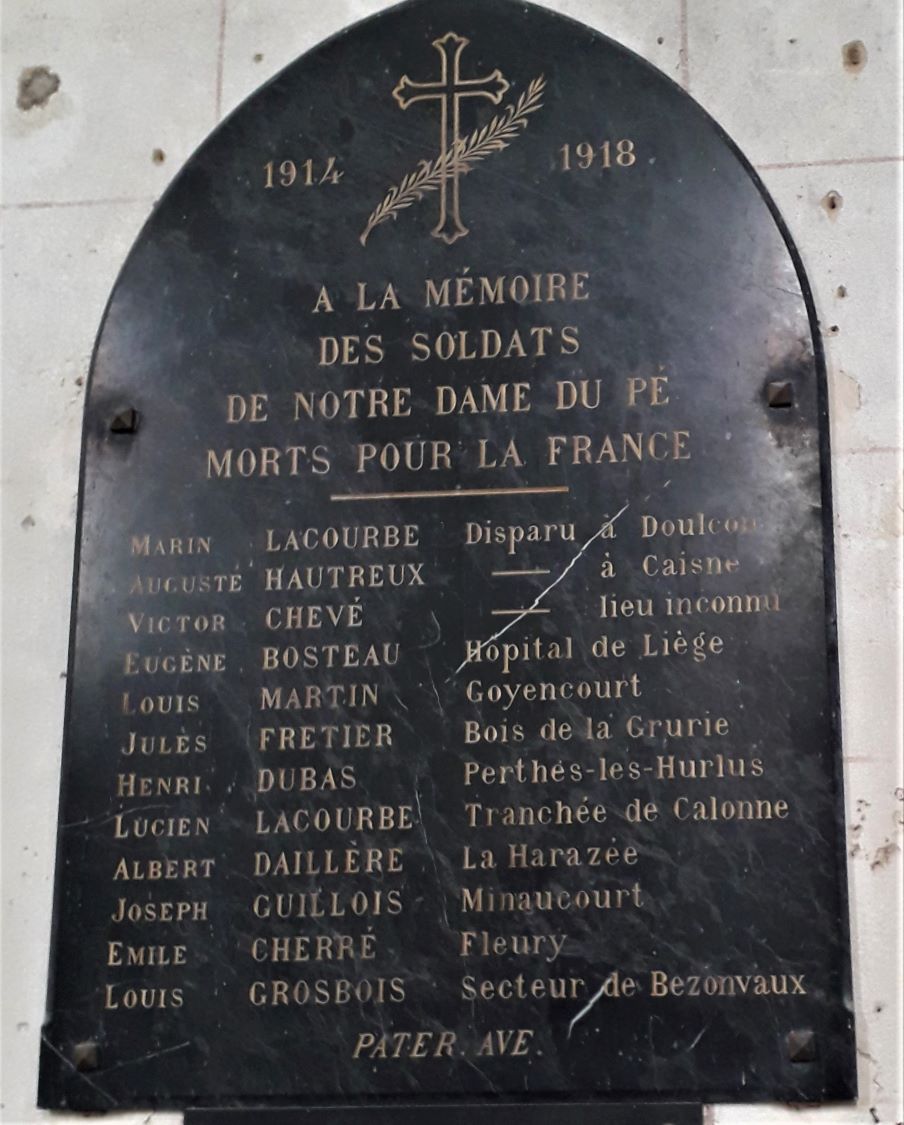 1914 1918
A LA MÉMOIRE
DES SOLDATS
DE NOTRE DAME DU PÉ
MORTS POUR LA FRANCE
MARIN LACOURBE Disparu à Doulcon
AUGUSTE HAUTREUX — à Caisne
VICTOR CHEVÉ — lieu inconnu
EUGÈNE BOSTEAU Hôpital de Liège
LOUIS MARTIN Goyencourt
JULES FRETIER Bois de la Grurie
HENRI DUBAS Perthés-les-Hurlus
LUCIEN LACOURBE Tranchée de Calonne
ALBERT DAILLÈRE La Harazée
JOSEPH GUILLOIS Minaucourt
EMILE CHERRÉ Fleury
LOUIS GROSBOIS Secteur de Bezonvaux
PATER. AVE.